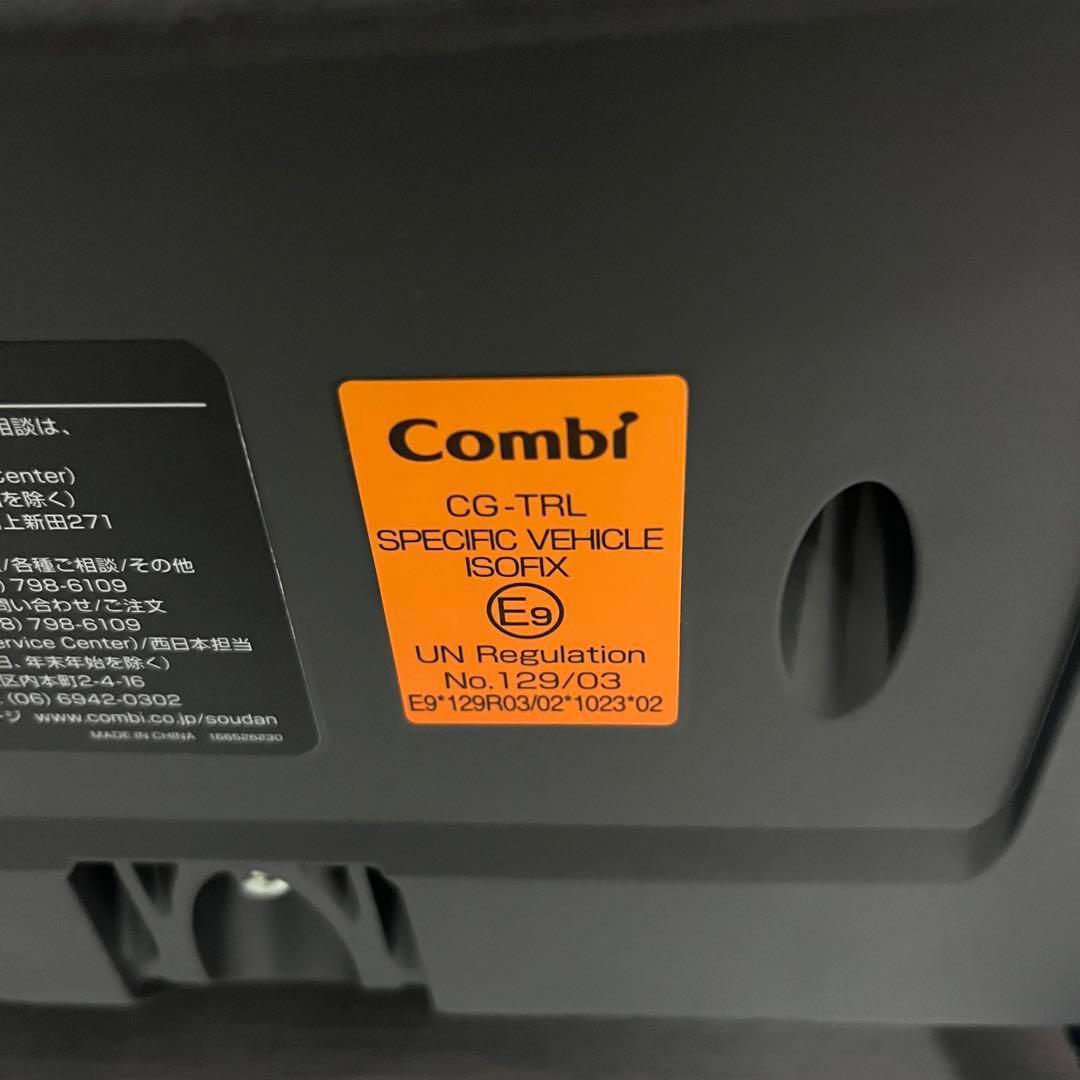 相談は、
enter)
を除く)
上新田271
/各種ご相談/その他
) 798-6109
問い合わせ/ご注文
8) 798-6109
ervice Center)/西日本担当
日、年末年始を除く)
区内本町2-4-16
(06) 6942-0302
ージ www.combi.co.jp/soudan
MADE IN CHINA 166526230
Combi
CG-TRL
SPECIFIC VEHICLE
ISOFIX
E9
UN Regulation
No.129/03
E9*129R03/02*1023*02